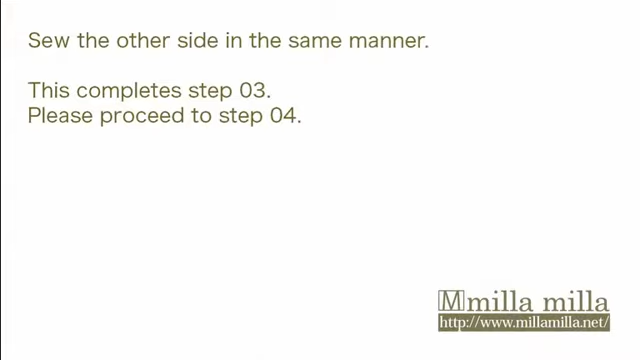 Sew the other side in the same manner.
This completes step 03.
Please proceed to step 04.
M milla milla
http://www.millamilla.net/